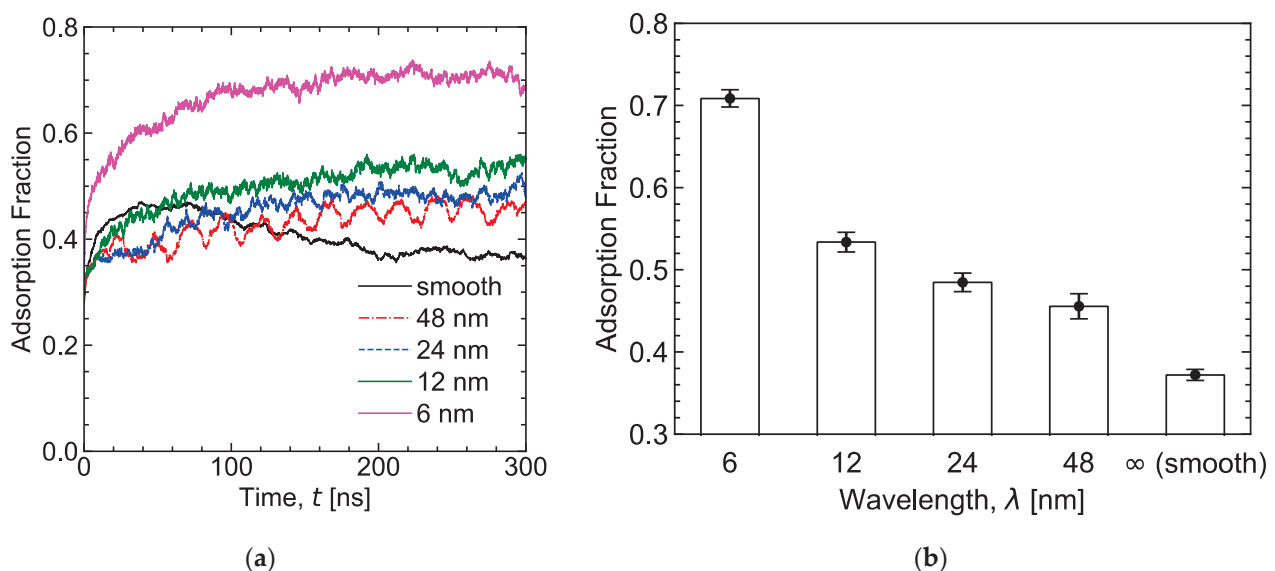 0.8
0.6
0.4
0.2
0.0
Adsorption Fraction
smooth
48 nm
24 nm
12 nm
6 nm
0 100 200 300
Time, t [ns]
(a)
0.8
0.7
0.6
0.5
0.4
0.3
Adsorption Fraction
6 12 24 48 ∞ (smooth)
Wavelength, λ [nm]
(b)